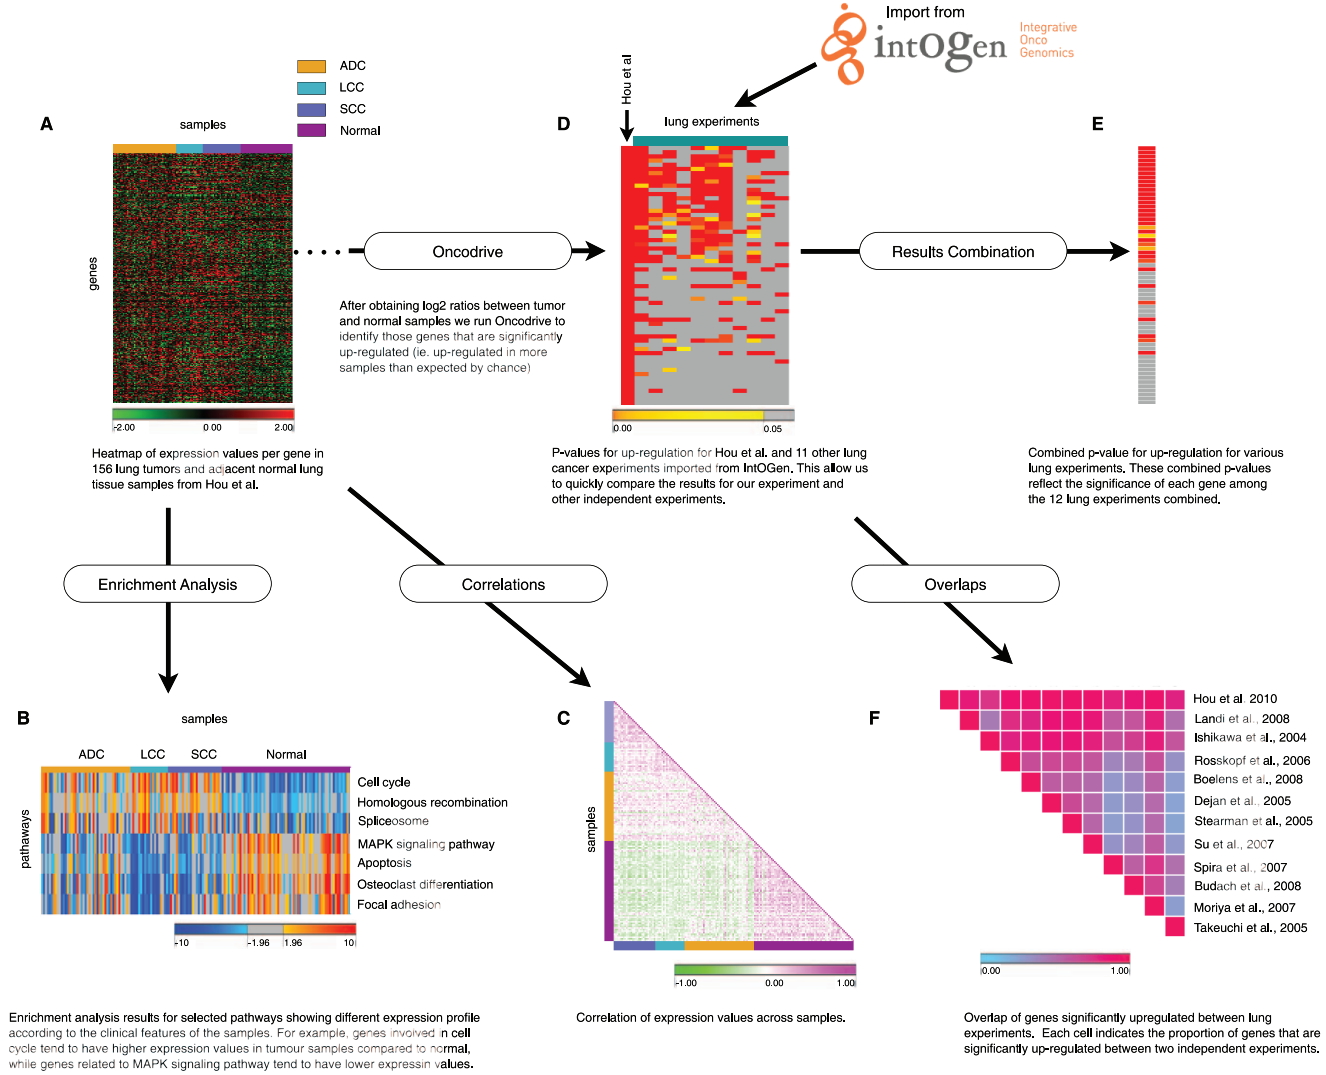 Import from
intOGen
Integrative
Onco
Genomics
ADC
LCC
SCC
Normal
A
samples
genes
Oncodrive
After obtaining log2 ratios between tumor
and normal samples we run Oncodrive to
identify those genes that are significantly
up-regulated (ie. up-regulated in more
samples than expected by chance)
-2.00 0.00 2.00
Heatmap of expression values per gene in
156 lung tumors and adjacent normal lung
tissue samples from Hou et al.
D
Hou et al
lung experiments
0.00 0.05
P-values for up-regulation for Hou et al. and 11 other lung
cancer experiments imported from IntOGen. This allow us
to quickly compare the results for our experiment and
other independent experiments.
Results Combination
E
Combined p-value for up-regulation for various
lung experiments. These combined p-values
reflect the significance of each gene among
the 12 lung experiments combined.
Enrichment Analysis
Correlations
Overlaps
B
samples
ADC LCC SCC Normal
pathaways
Cell cycle
Homologous recombination
Spliceosome
MAPK signaling pathway
Apoptosis
Osteoclast differentiation
Focal adhesion
-10 -1.96 1.96 10
Enrichment analysis results for selected pathways showing different expression profile
according to the clinical features of the samples. For example, genes involved in cell
cycle tend to have higher expression values in tumour samples compared to normal,
while genes related to MAPK signaling pathway tend to have lower expressin values.
C
samples
-1.00 0.00 1.00
Correlation of expression values across samples.
F
Hou et al. 2010
Landi et al., 2008
Ishikawa et al., 2004
Rosskopf et al., 2006
Boelens et al., 2008
Dejan et al., 2005
Stearman et al., 2005
Su et al., 2007
Spira et al., 2007
Budach et al., 2008
Moriya et al., 2007
Takeuchi et al., 2005
0.00 1.00
Overlap of genes significantly upregulated between lung
experiments. Each cell indicates the proportion of genes that are
significantly up-regulated between two independent experiments.